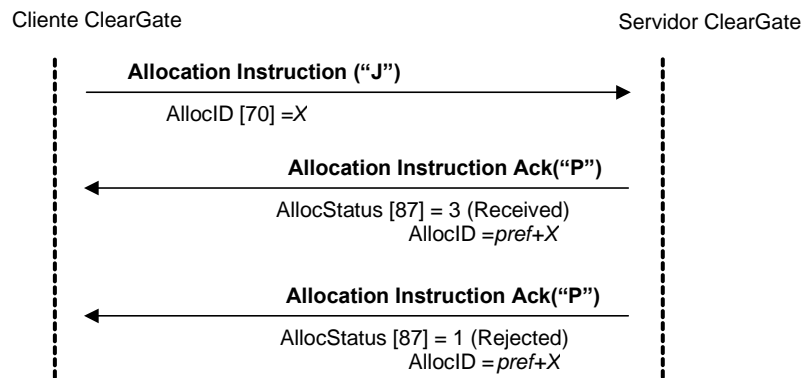 Cliente ClearGate
Servidor ClearGate
Allocation Instruction (“J”)
AllocID [70] =X
Allocation Instruction Ack(“P”)
AllocStatus [87] = 3 (Received)
AllocID =pref+X
Allocation Instruction Ack(“P”)
AllocStatus [87] = 1 (Rejected)
AllocID =pref+X